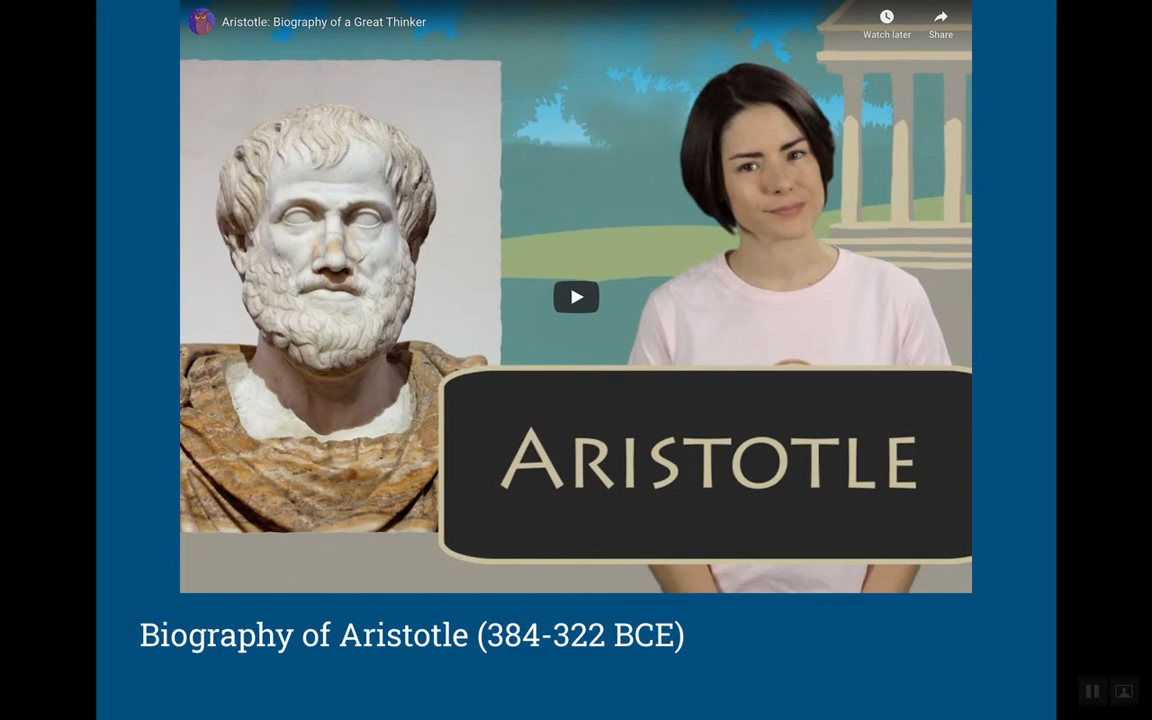 Aristotle: Biography of a Great Thinker
Watch later
Share
ARISTOTLE
Biography of Aristotle (384-322 BCE)